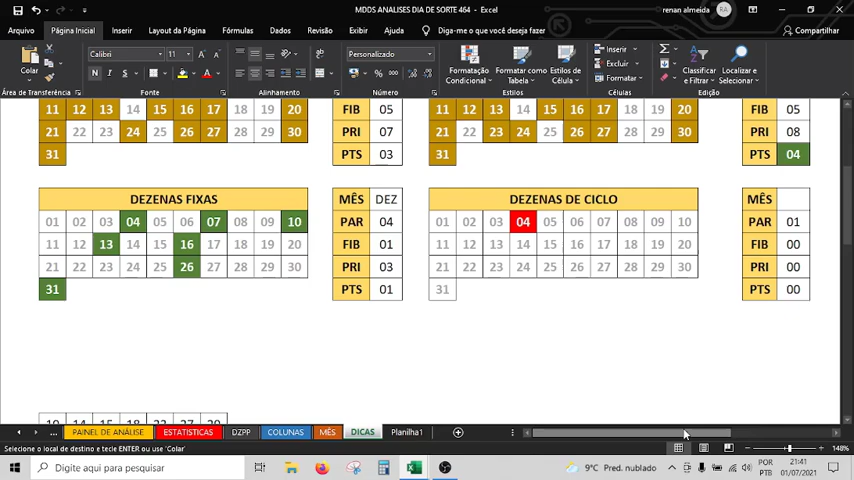 MDDS ANALISES DIA DE SORTE 464 - Excel
renan almeida RA
Arquivo Página Inicial Inserir Layout da Página Fórmulas Dados Revisão Exibir Ajuda Power Pivot Diga-me o que você deseja fazer Compartilhar
Colar
Calibri 11
N I S
Personalizado
Formatação Condicional
Formatar como Tabela
Estilos de Célula
Inserir
Excluir
Formatar
Classificar e Filtrar
Localizar e Selecionar
Área de Transferência Fonte Alinhamento Número Estilos Células Edição
11 12 13 14 15 16 17 18 19 20 FIB 05 11 12 13 14 15 16 17 18 19 20 FIB 05
21 22 23 24 25 26 27 28 29 30 PRI 07 21 22 23 24 25 26 27 28 29 30 PRI 08
31 PTS 03 31 PTS 04
DEZENAS FIXAS MÊS DEZ DEZENAS DE CICLO MÊS
01 02 03 04 05 06 07 08 09 10 PAR 04 01 02 03 04 05 06 07 08 09 10 PAR 01
11 12 13 14 15 16 17 18 19 20 FIB 01 11 12 13 14 15 16 17 18 19 20 FIB 00
21 22 23 24 25 26 27 28 29 30 PRI 03 21 22 23 24 25 26 27 28 29 30 PRI 00
31 PTS 01 31 PTS 00
... PAINEL DE ANÁLISE ESTATISTICAS DZPP COLUNAS MÊS DICAS Planilha1
Selecione o local de destino e tecle ENTER ou use 'Colar' 148%
Digite aqui para pesquisar 9°C Pred. nublado POR 21:41
PTB 01/07/2021